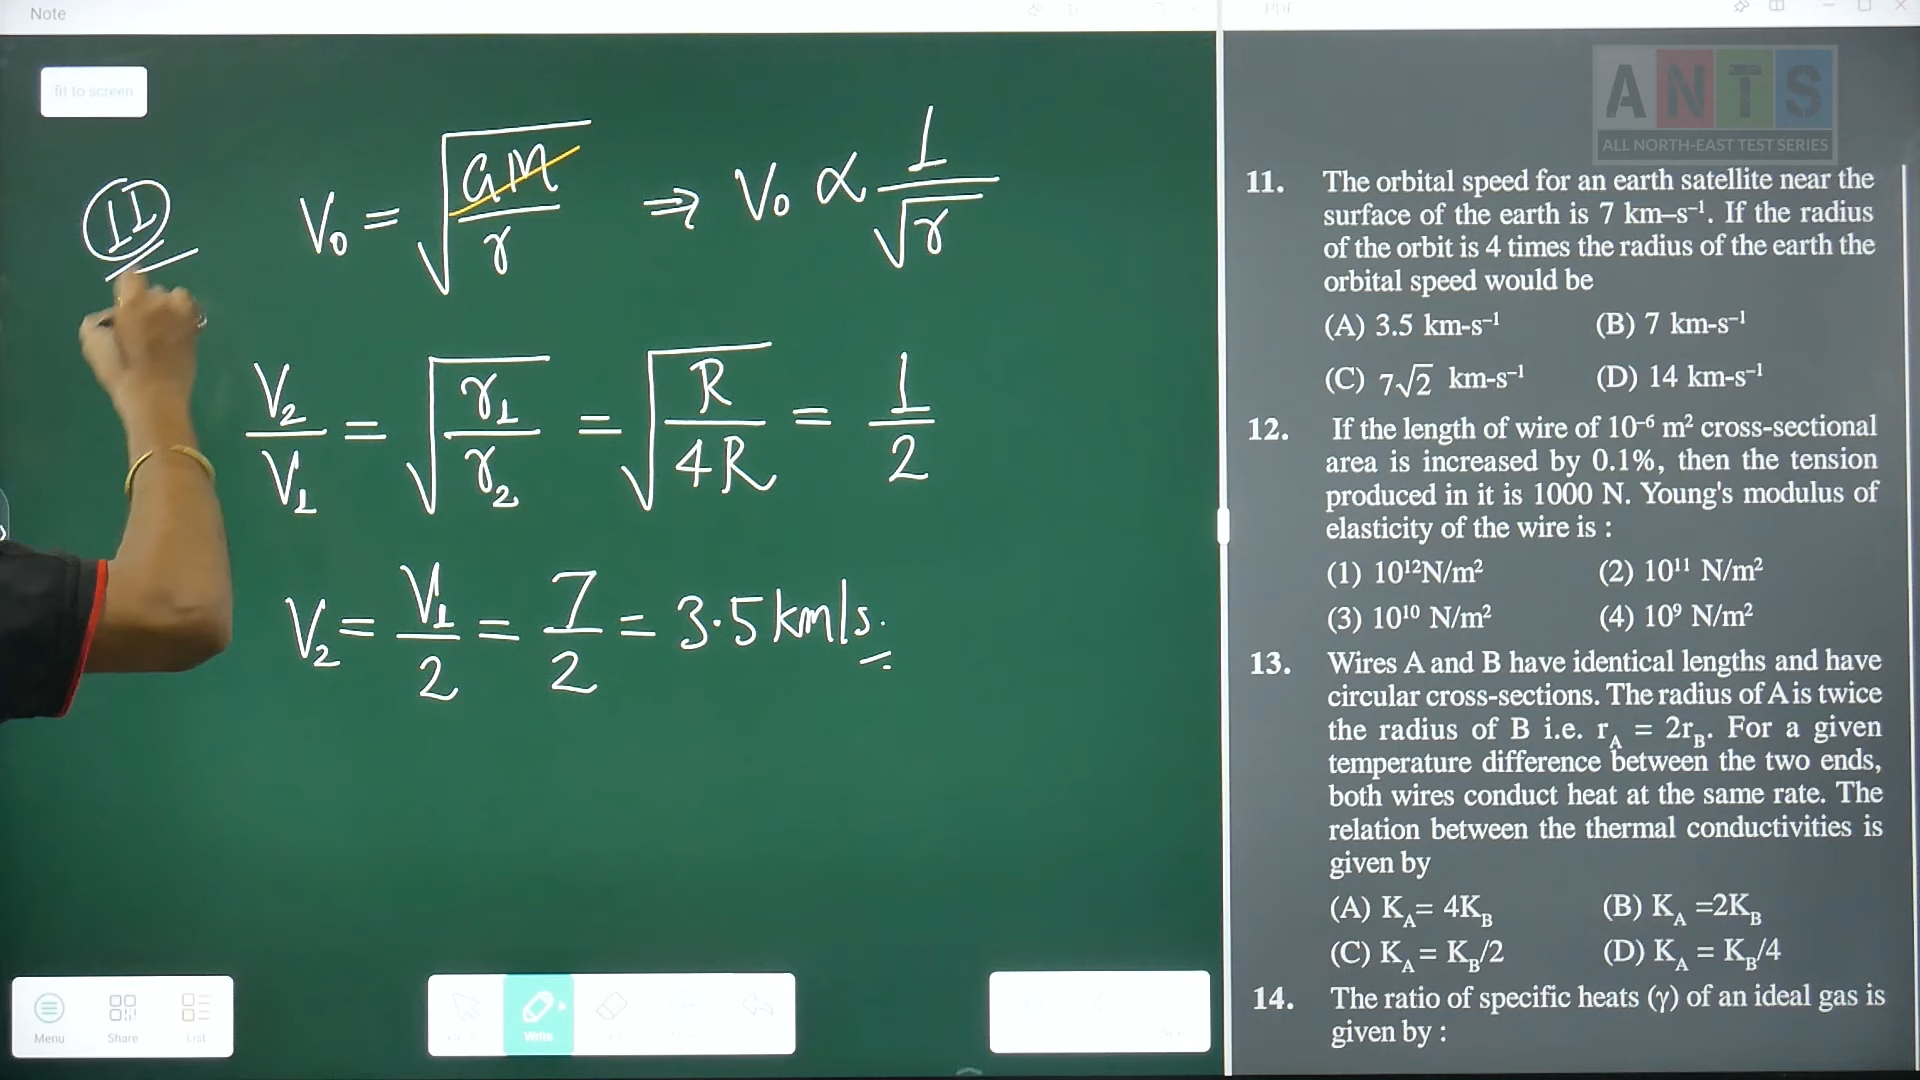 Note
PDF
fit to screen
11
V₀ = √(GM/r) ⇒ V₀ ∝ 1/√r
V₂/V₁ = √(r₁/r₂) = √(R/4R) = 1/2
V₂ = V₁/2 = 7/2 = 3.5 km/s.
Menu
Share
List
Write
ANTS
ALL NORTH-EAST TEST SERIES
11. The orbital speed for an earth satellite near the
surface of the earth is 7 km–s⁻¹. If the radius
of the orbit is 4 times the radius of the earth the
orbital speed would be
(A) 3.5 km-s⁻¹ (B) 7 km-s⁻¹
(C) 7√2 km-s⁻¹ (D) 14 km-s⁻¹
12. If the length of wire of 10⁻⁶ m² cross-sectional
area is increased by 0.1%, then the tension
produced in it is 1000 N. Young's modulus of
elasticity of the wire is :
(1) 10¹²N/m² (2) 10¹¹ N/m²
(3) 10¹⁰ N/m² (4) 10⁹ N/m²
13. Wires A and B have identical lengths and have
circular cross-sections. The radius of A is twice
the radius of B i.e. r_A = 2r_B. For a given
temperature difference between the two ends,
both wires conduct heat at the same rate. The
relation between the thermal conductivities is
given by
(A) K_A= 4K_B (B) K_A =2K_B
(C) K_A = K_B/2 (D) K_A = K_B/4
14. The ratio of specific heats (γ) of an ideal gas is
given by :